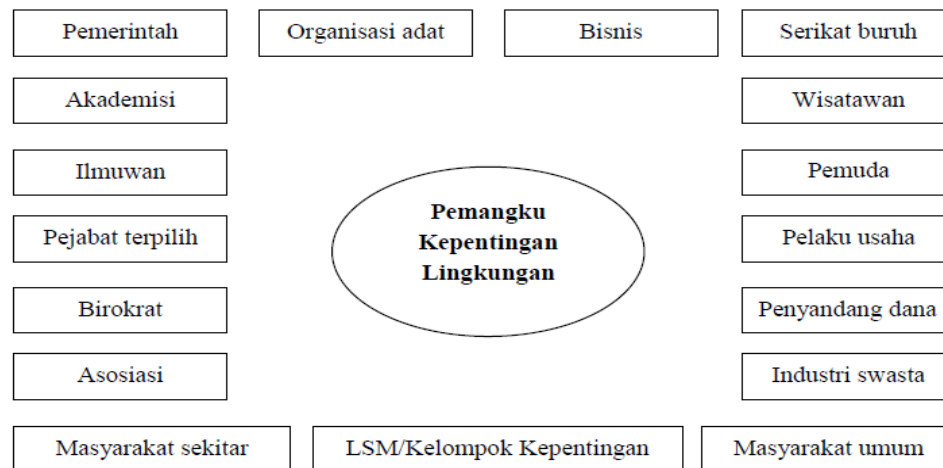 Pemerintah
Organisasi adat
Bisnis
Serikat buruh
Akademisi
Wisatawan
Ilmuwan
Pemuda
Pemangku
Kepentingan
Lingkungan
Pejabat terpilih
Pelaku usaha
Birokrat
Penyandang dana
Asosiasi
Industri swasta
Masyarakat sekitar
LSM/Kelompok Kepentingan
Masyarakat umum